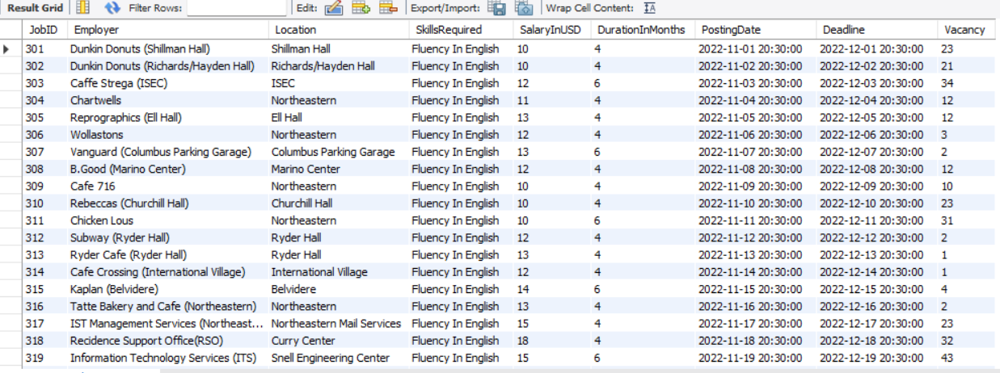 Result Grid Filter Rows: Edit: Export/Import: Wrap Cell Content:
JobID Employer Location SkillsRequired SalaryInUSD DurationInMonths PostingDate Deadline Vacancy
301 Dunkin Donuts (Shillman Hall) Shillman Hall Fluency In English 10 4 2022-11-01 20:30:00 2022-12-01 20:30:00 23
302 Dunkin Donuts (Richards/Hayden Hall) Richards/Hayden Hall Fluency In English 10 4 2022-11-02 20:30:00 2022-12-02 20:30:00 21
303 Caffe Strega (ISEC) ISEC Fluency In English 12 6 2022-11-03 20:30:00 2022-12-03 20:30:00 34
304 Chartwells Northeastern Fluency In English 11 4 2022-11-04 20:30:00 2022-12-04 20:30:00 12
305 Reprographics (Ell Hall) Ell Hall Fluency In English 13 4 2022-11-05 20:30:00 2022-12-05 20:30:00 12
306 Wollastons Northeastern Fluency In English 12 4 2022-11-06 20:30:00 2022-12-06 20:30:00 3
307 Vanguard (Columbus Parking Garage) Columbus Parking Garage Fluency In English 13 6 2022-11-07 20:30:00 2022-12-07 20:30:00 2
308 B.Good (Marino Center) Marino Center Fluency In English 12 4 2022-11-08 20:30:00 2022-12-08 20:30:00 12
309 Cafe 716 Northeastern Fluency In English 10 4 2022-11-09 20:30:00 2022-12-09 20:30:00 10
310 Rebeccas (Churchill Hall) Churchill Hall Fluency In English 10 4 2022-11-10 20:30:00 2022-12-10 20:30:00 23
311 Chicken Lous Northeastern Fluency In English 10 6 2022-11-11 20:30:00 2022-12-11 20:30:00 31
312 Subway (Ryder Hall) Ryder Hall Fluency In English 12 4 2022-11-12 20:30:00 2022-12-12 20:30:00 2
313 Ryder Cafe (Ryder Hall) Ryder Hall Fluency In English 13 4 2022-11-13 20:30:00 2022-12-13 20:30:00 1
314 Cafe Crossing (International Village) International Village Fluency In English 12 4 2022-11-14 20:30:00 2022-12-14 20:30:00 1
315 Kaplan (Belvidere) Belvidere Fluency In English 14 6 2022-11-15 20:30:00 2022-12-15 20:30:00 4
316 Tatte Bakery and Cafe (Northeastern) Northeastern Fluency In English 13 4 2022-11-16 20:30:00 2022-12-16 20:30:00 2
317 IST Management Services (Northeast... Northeastern Mail Services Fluency In English 15 4 2022-11-17 20:30:00 2022-12-17 20:30:00 23
318 Recidence Support Office(RSO) Curry Center Fluency In English 18 4 2022-11-18 20:30:00 2022-12-18 20:30:00 32
319 Information Technology Services (ITS) Snell Engineering Center Fluency In English 15 6 2022-11-19 20:30:00 2022-12-19 20:30:00 43